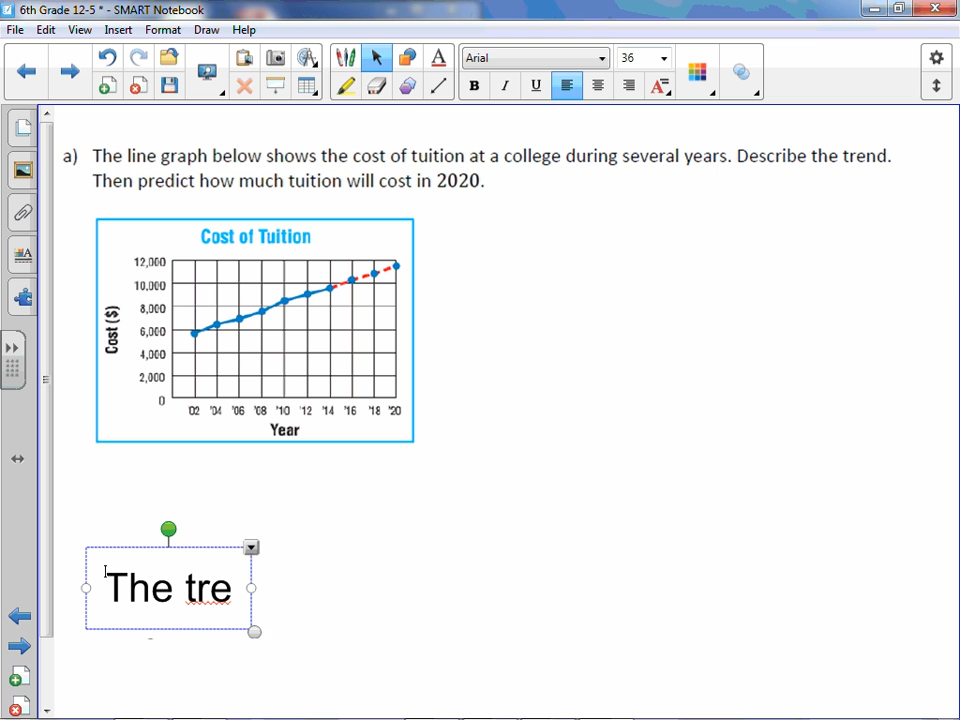 6th Grade 12-5 * - SMART Notebook
File Edit View Insert Format Draw Help
Arial 36
B I U A
a) The line graph below shows the cost of tuition at a college during several years. Describe the trend.
Then predict how much tuition will cost in 2020.
Cost of Tuition
Cost ($)
12,000
10,000
8,000
6,000
4,000
2,000
0
'02 '04 '06 '08 '10 '12 '14 '16 '18 '20
Year
The tre